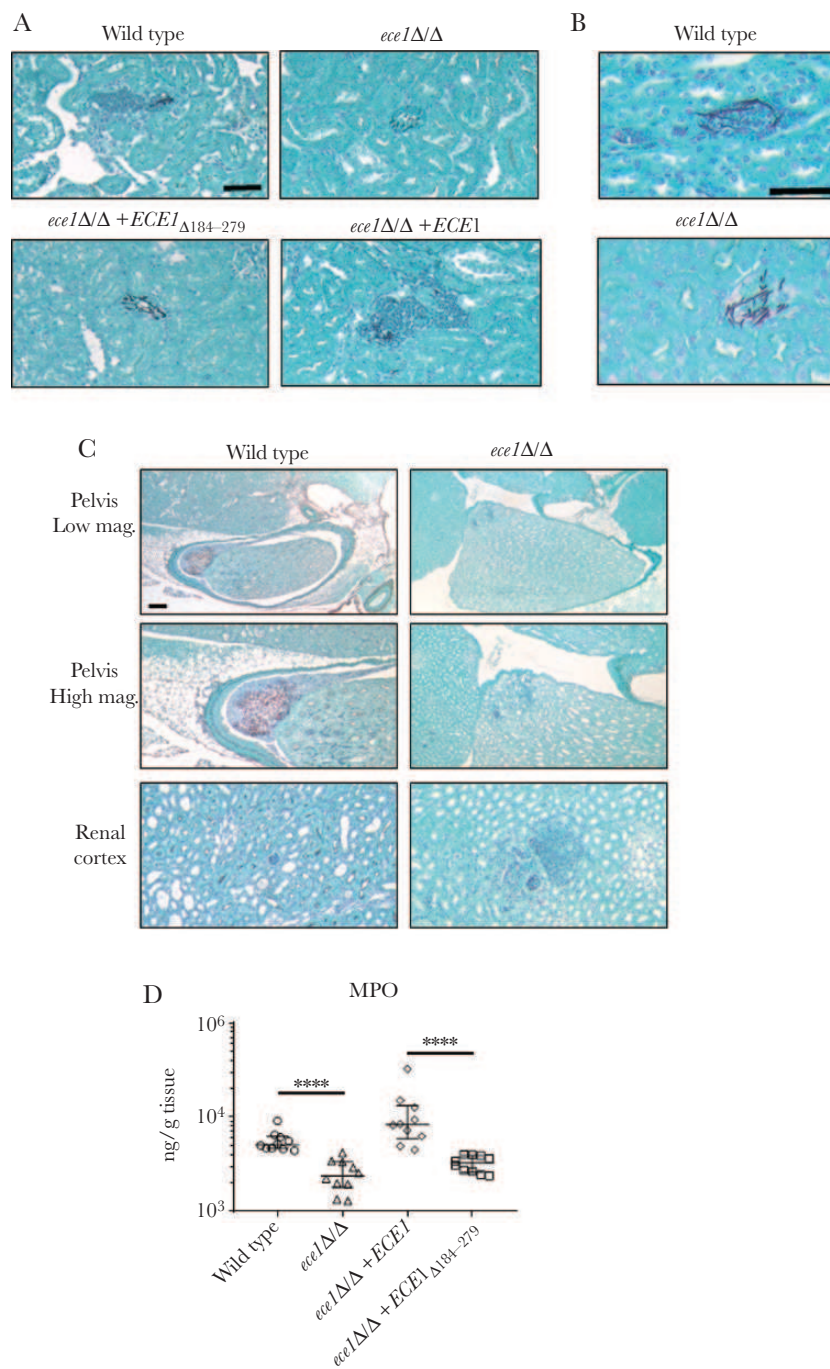 A
Wild type
ece1Δ/Δ
B
Wild type
ece1Δ/Δ +ECE1Δ184–279
ece1Δ/Δ +ECE1
ece1Δ/Δ
C
Wild type
ece1Δ/Δ
Pelvis
Low mag.
Pelvis
High mag.
Renal
cortex
D
MPO
10⁶
****
****
10⁴
10³
ng/g tissue
Wild type
ece1Δ/Δ
ece1Δ/Δ +ECE1
ece1Δ/Δ +ECE1Δ184–279